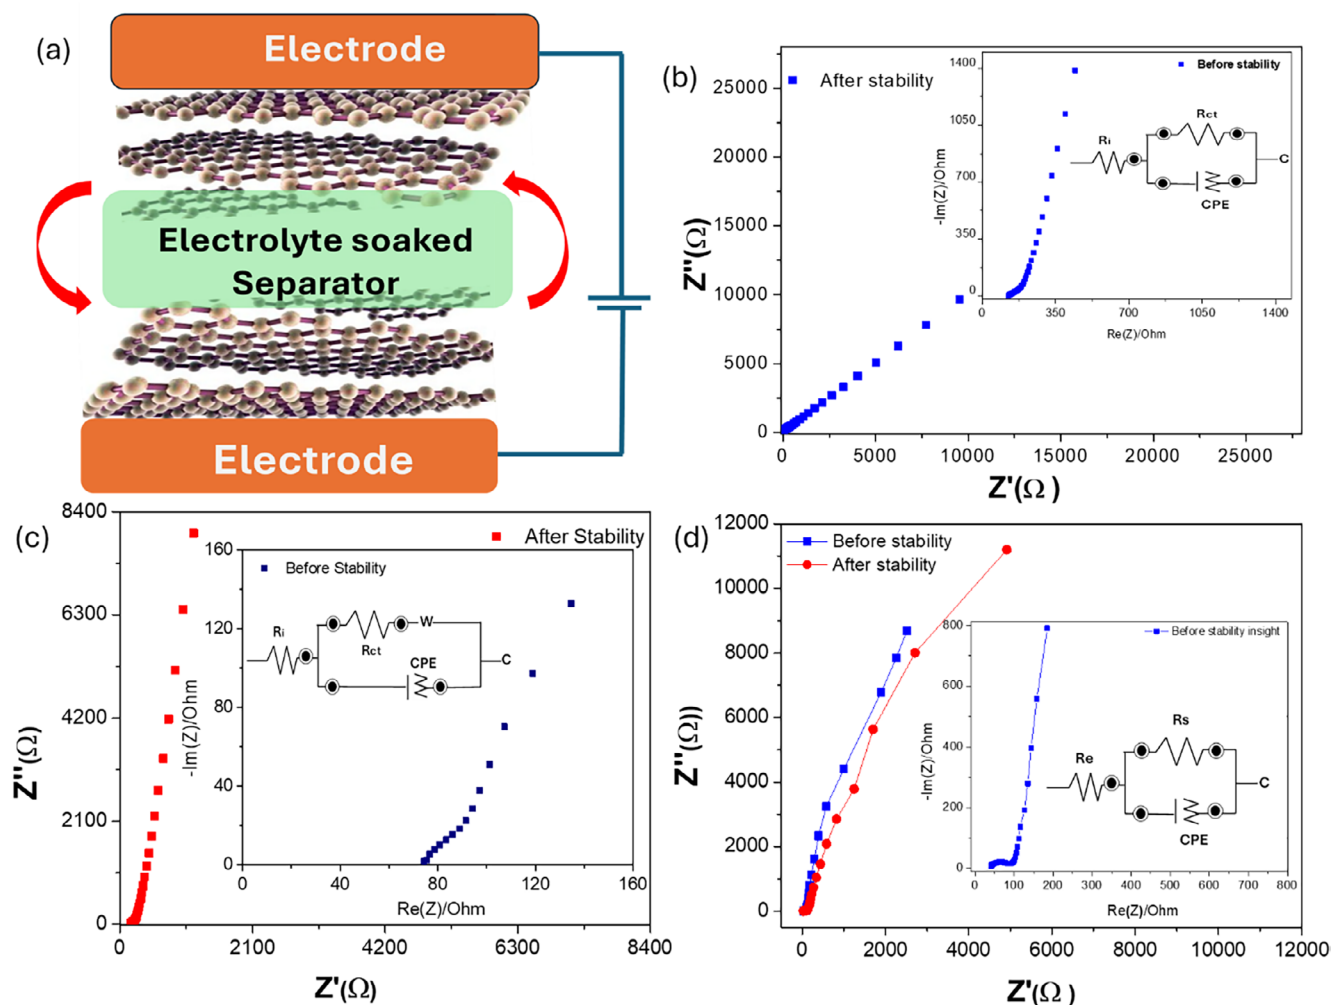 (a)
Electrode
Electrolyte soaked
Separator
Electrode
(b)
After stability
Z''(Ω)
25000
20000
15000
10000
5000
0
0 5000 10000 15000 20000 25000
Z'(Ω )
Before stability
-Im(Z)/Ohm
1400
1050
700
350
0
350 700 1050 1400
Re(Z)/Ohm
Ri
Rct
CPE
C
(c)
After Stability
Z''(Ω)
8400
6300
4200
2100
0
0 2100 4200 6300 8400
Z'(Ω)
Before Stability
-Im(Z)/Ohm
160
120
80
40
0
0 40 80 120 160
Re(Z)/Ohm
Ri
Rct
W
CPE
C
(d)
Before stability
After stability
Z''(Ω))
12000
10000
8000
6000
4000
2000
0
0 2000 4000 6000 8000 10000 12000
Z'(Ω )
Before stability insight
-Im(Z)/Ohm
800
600
400
200
0
0 100 200 300 400 500 600 700 800
Re(Z)/Ohm
Re
Rs
CPE
C